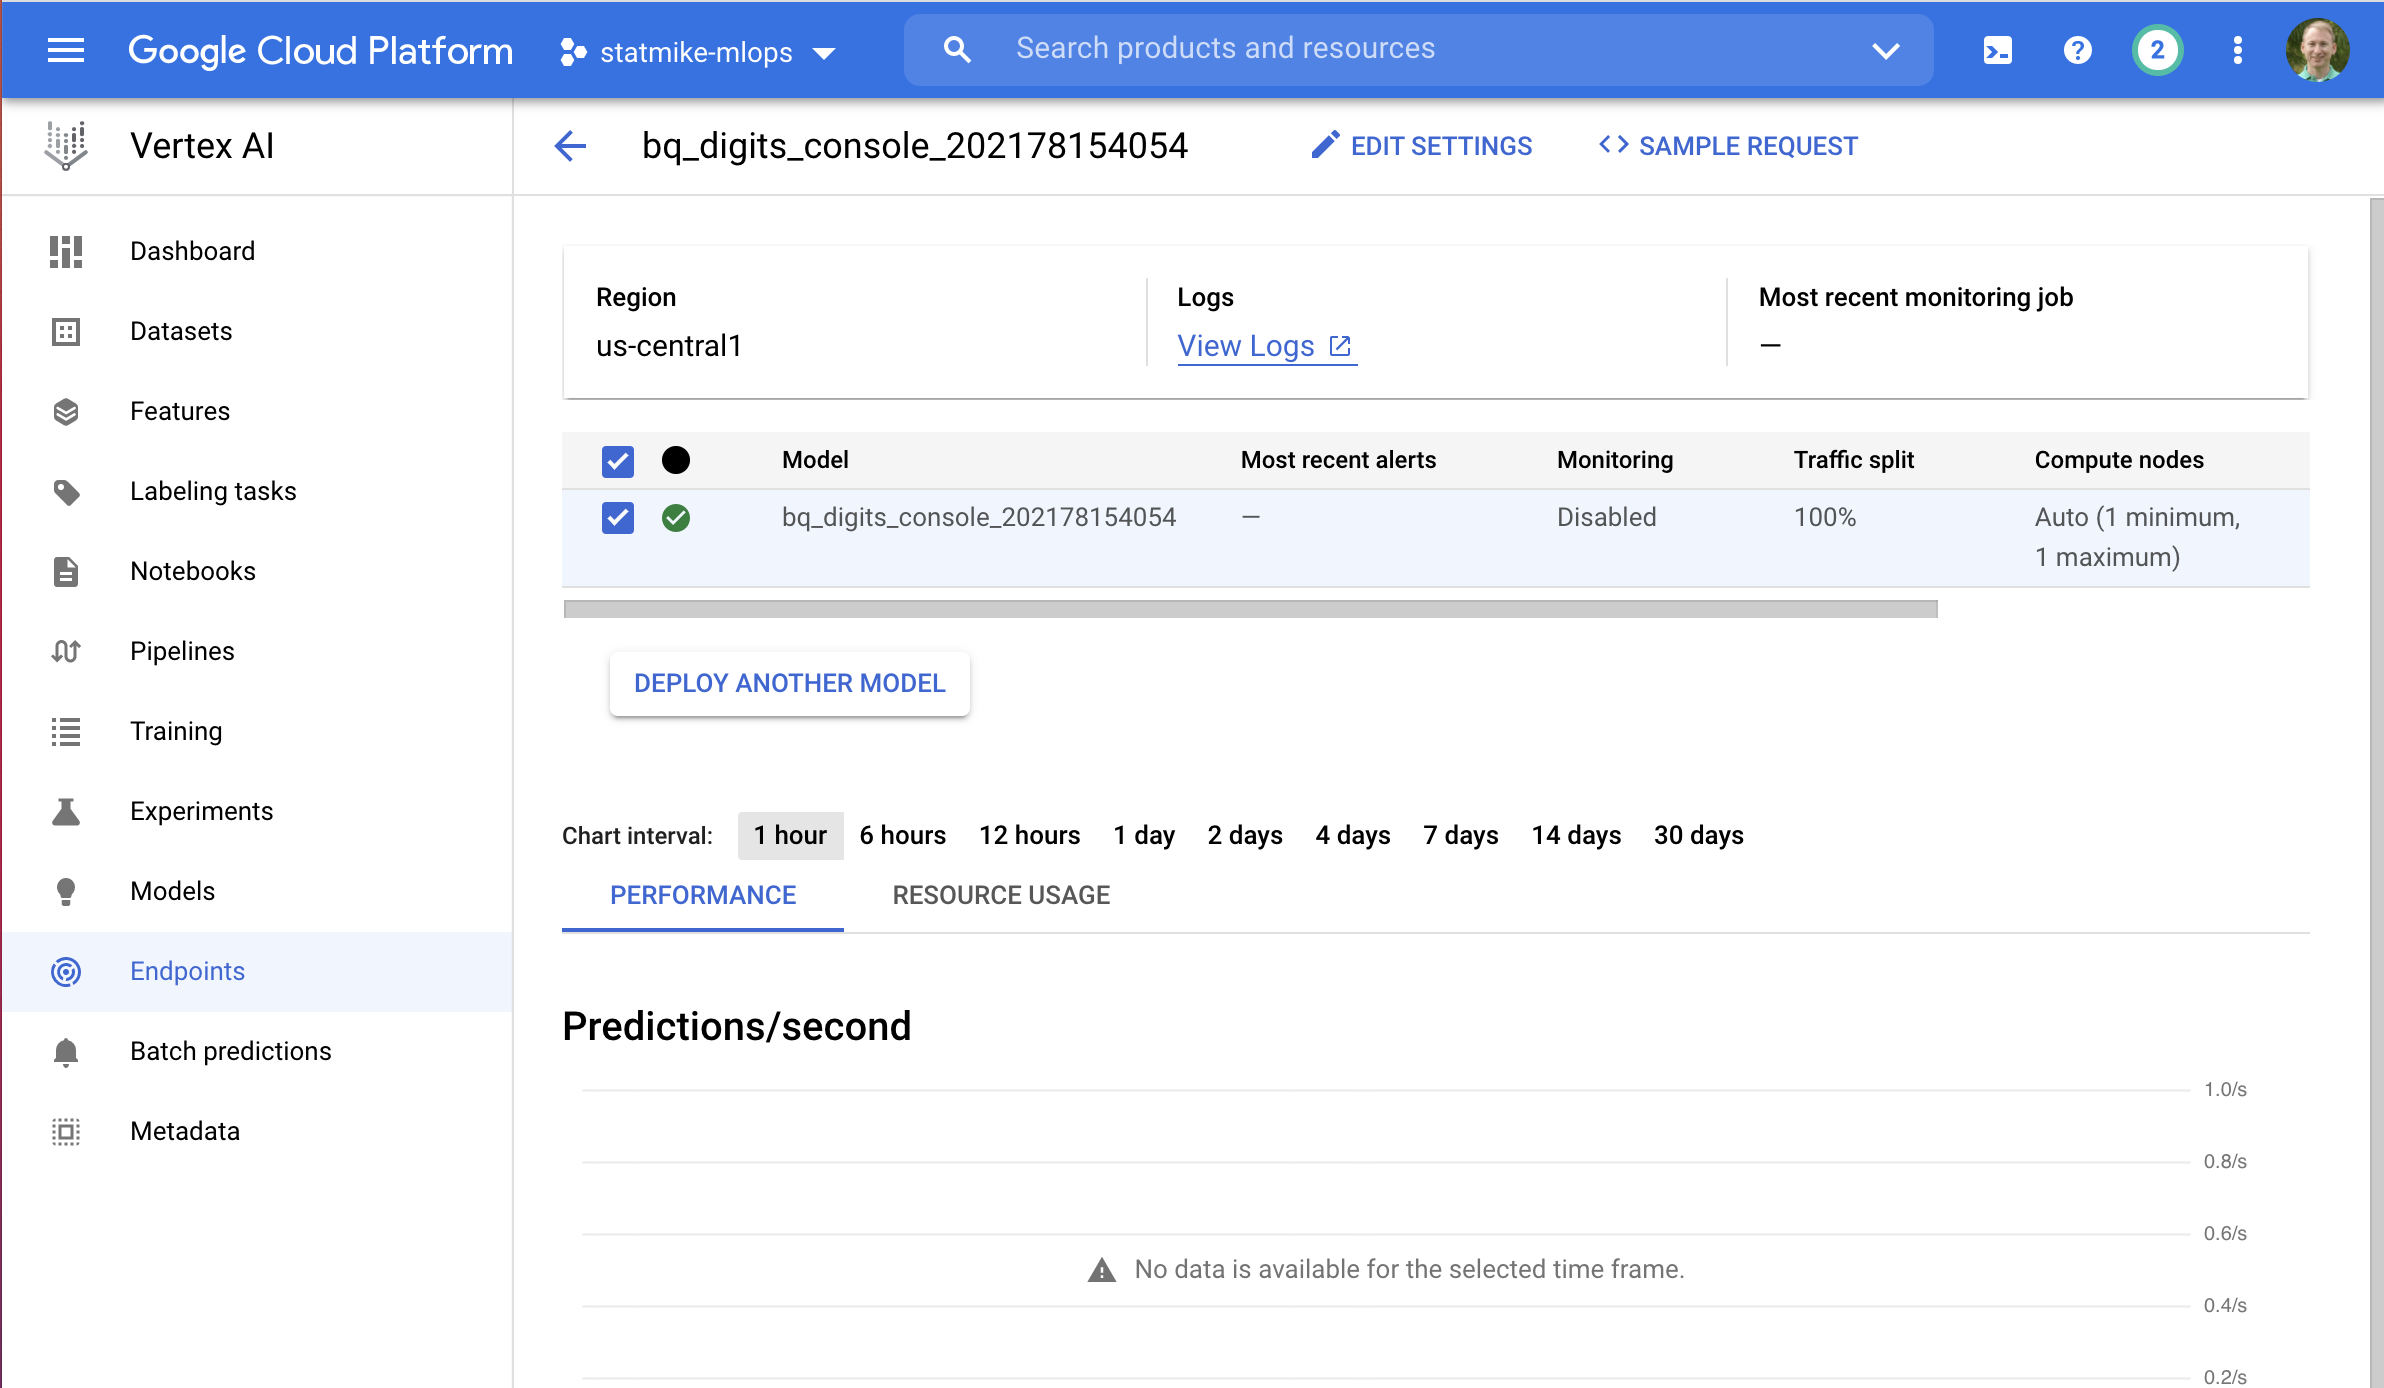 Google Cloud Platform
statmike-mlops
Search products and resources
2
Vertex AI
bq_digits_console_202178154054
EDIT SETTINGS
SAMPLE REQUEST
Dashboard
Datasets
Features
Labeling tasks
Notebooks
Pipelines
Training
Experiments
Models
Endpoints
Batch predictions
Metadata
Region
us-central1
Logs
View Logs
Most recent monitoring job
—
Model Most recent alerts Monitoring Traffic split Compute nodes
bq_digits_console_202178154054 — Disabled 100% Auto (1 minimum,
1 maximum)
DEPLOY ANOTHER MODEL
Chart interval: 1 hour 6 hours 12 hours 1 day 2 days 4 days 7 days 14 days 30 days
PERFORMANCE RESOURCE USAGE
Predictions/second
1.0/s
0.8/s
0.6/s
No data is available for the selected time frame.
0.4/s
0.2/s